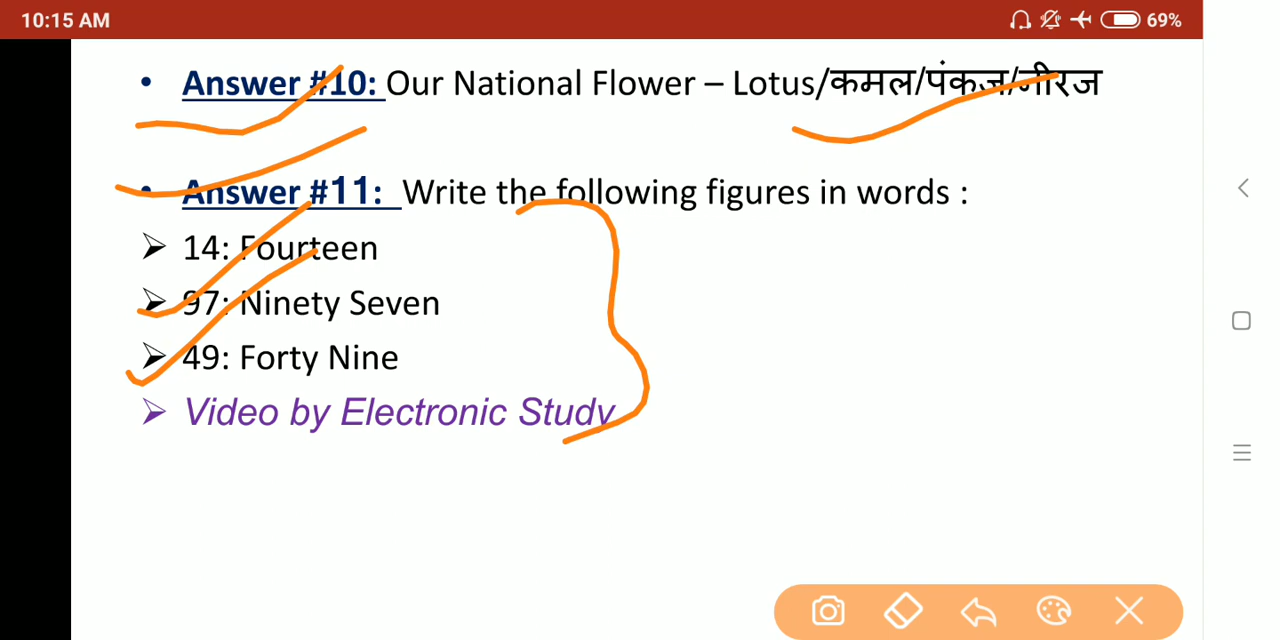 10:15 AM 69%
• Answer #10: Our National Flower – Lotus/कमल/पंकज/नीरज
• Answer #11: Write the following figures in words :
➢ 14: Fourteen
➢ 97: Ninety Seven
➢ 49: Forty Nine
➢ Video by Electronic Study